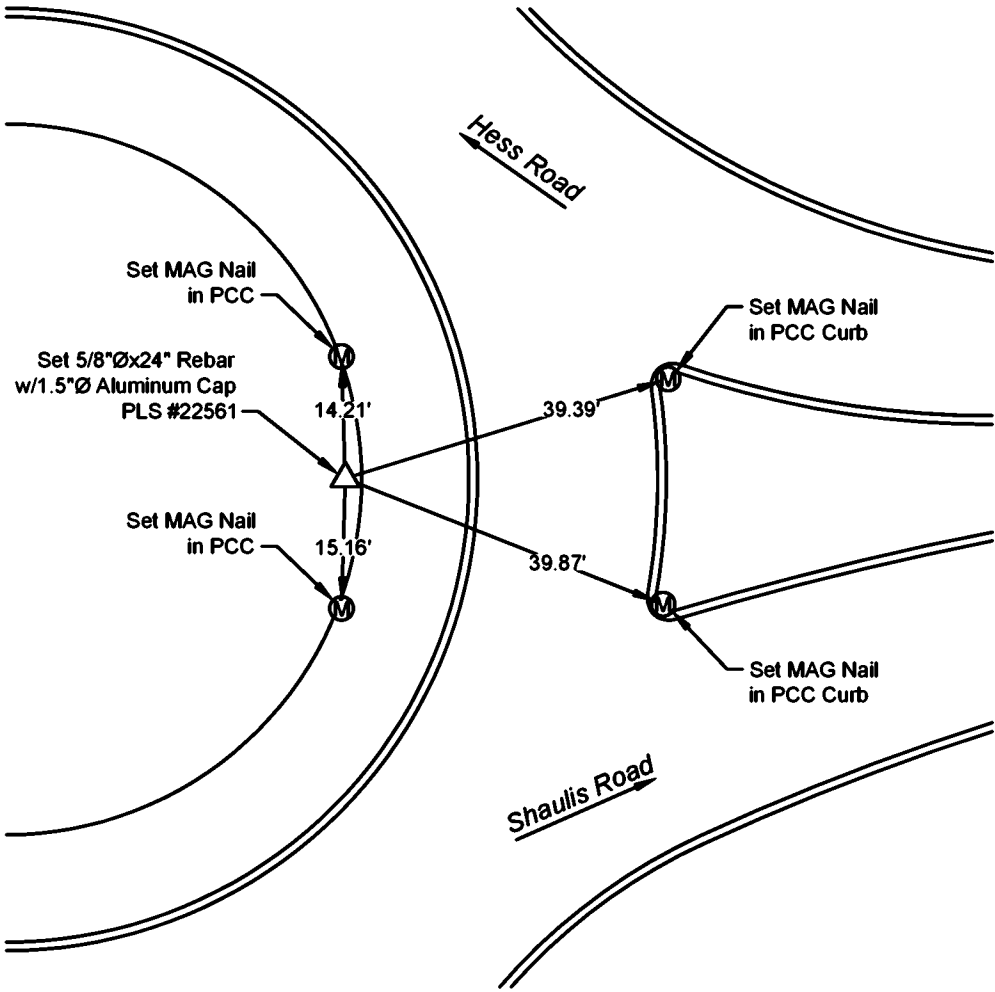 Hess Road
Set MAG Nail
in PCC
Set MAG Nail
in PCC Curb
M
M
Set 5/8"Øx24" Rebar
w/1.5"Ø Aluminum Cap
PLS #22561
14.21'
39.39'
Set MAG Nail
in PCC
15.16'
39.87'
M
M
Set MAG Nail
in PCC Curb
Shaulis Road